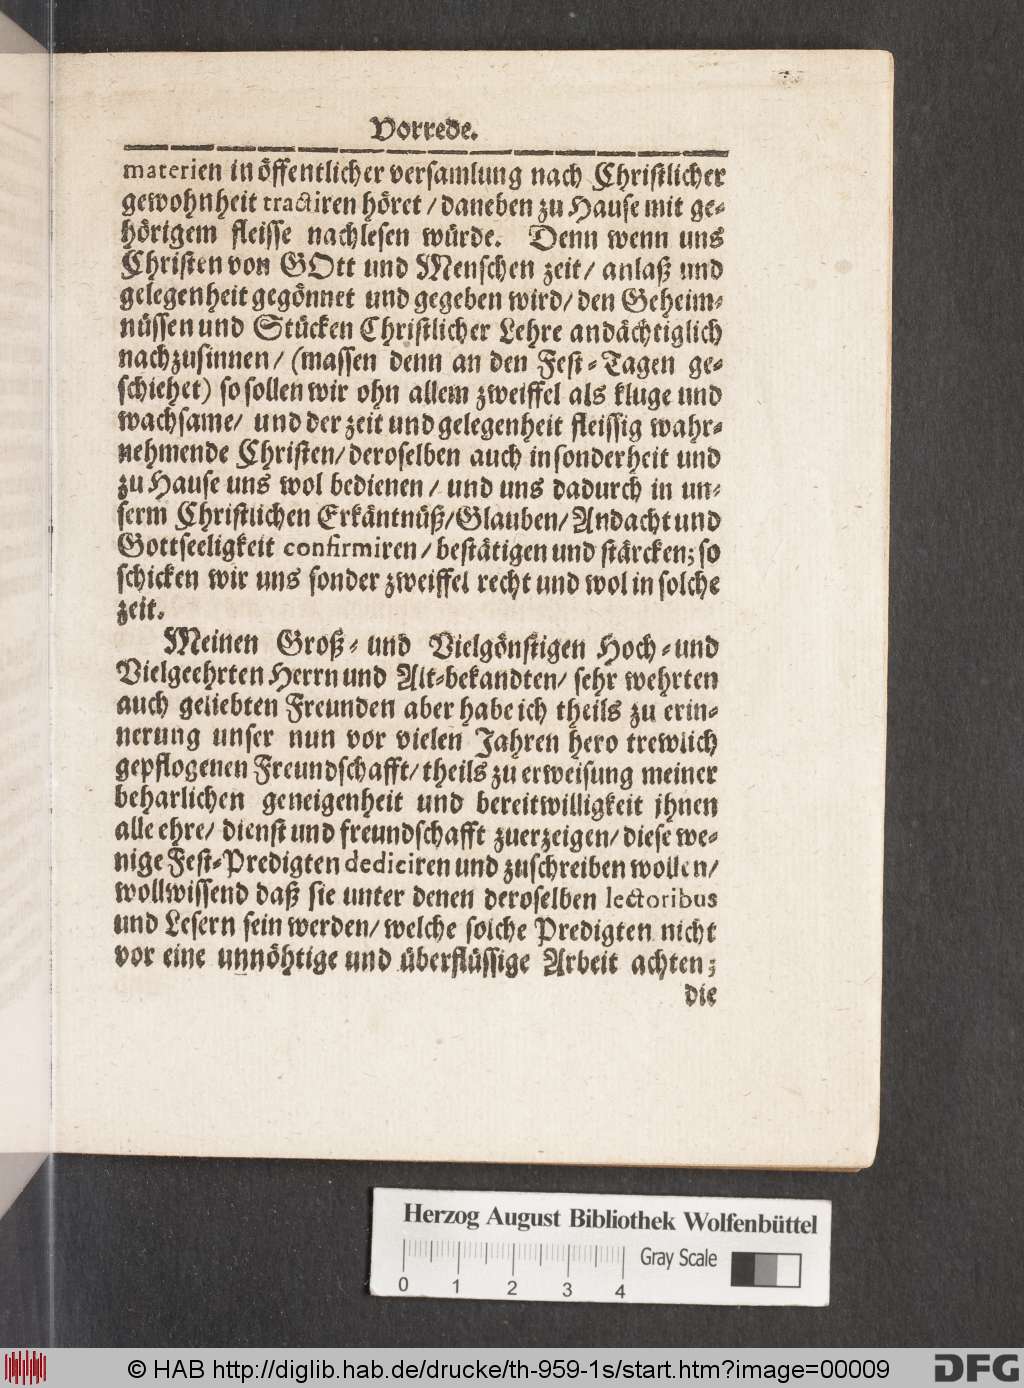 Vorrede.
materien in öffentlicher versamlung nach Christlicher
gewohnheit tractiren höret / daneben zu Hause mit ge-
hörigem fleisse nachlesen würde. Denn wenn uns
Christen von GOtt und Menschen zeit / anlaß und
gelegenheit gegönnet und gegeben wird / den Geheim-
nüssen und Stücken Christlicher Lehre andächtiglich
nachzusinnen / (massen denn an den Fest-Tagen ge-
schiehet) so sollen wir ohn allem zweiffel als kluge und
wachsame / und der zeit und gelegenheit fleissig wahr-
nehmende Christen / deroselben auch insonderheit und
zu Hause uns wol bedienen / und uns dadurch in un-
serm Christlichen Erkäntnüß / Glauben / Andacht und
Gottseeligkeit confirmiren / bestätigen und stärcken; so
schicken wir uns sonder zweiffel recht und wol in solche
zeit.
Meinen Groß- und Vielgönstigen Hoch- und
Vielgeehrten Herrn und Alt-bekandten / sehr wehrten
auch geliebten Freunden aber habe ich theils zu erin-
nerung unser nun vor vielen Jahren hero trewlich
gepflogenen Freundschafft / theils zu erweisung meiner
beharlichen geneigenheit und bereitwilligkeit jhnen
alle ehre / dienst und freundschafft zuerzeigen / diese we-
nige Fest-Predigten dediciren und zuschreiben wollen /
wollwissend daß sie unter denen deroselben lectoribus
und Lesern sein werden / welche solche Predigten nicht
vor eine unnöhtige und überflüssige Arbeit achten;
die
Herzog August Bibliothek Wolfenbüttel
Gray Scale
0 1 2 3 4
© HAB http://diglib.hab.de/drucke/th-959-1s/start.htm?image=00009
DFG